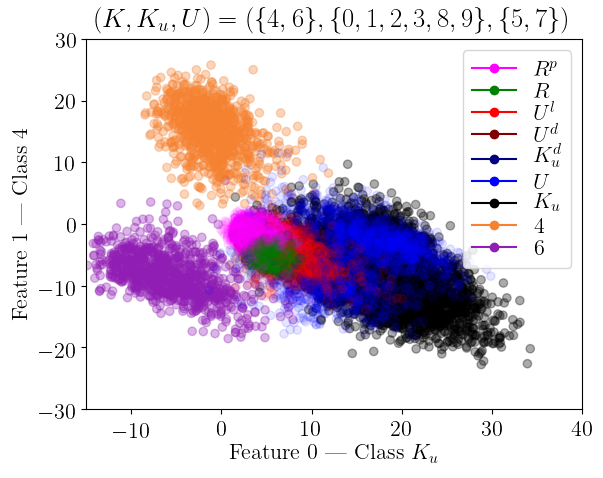 (K, K_u, U) = ({4, 6}, {0, 1, 2, 3, 8, 9}, {5, 7})
30
20
10
0
−10
−20
−30
Feature 1 — Class 4
R^p
R
U^l
U^d
K_u^d
U
K_u
4
6
−10
0
10
20
30
40
Feature 0 — Class K_u